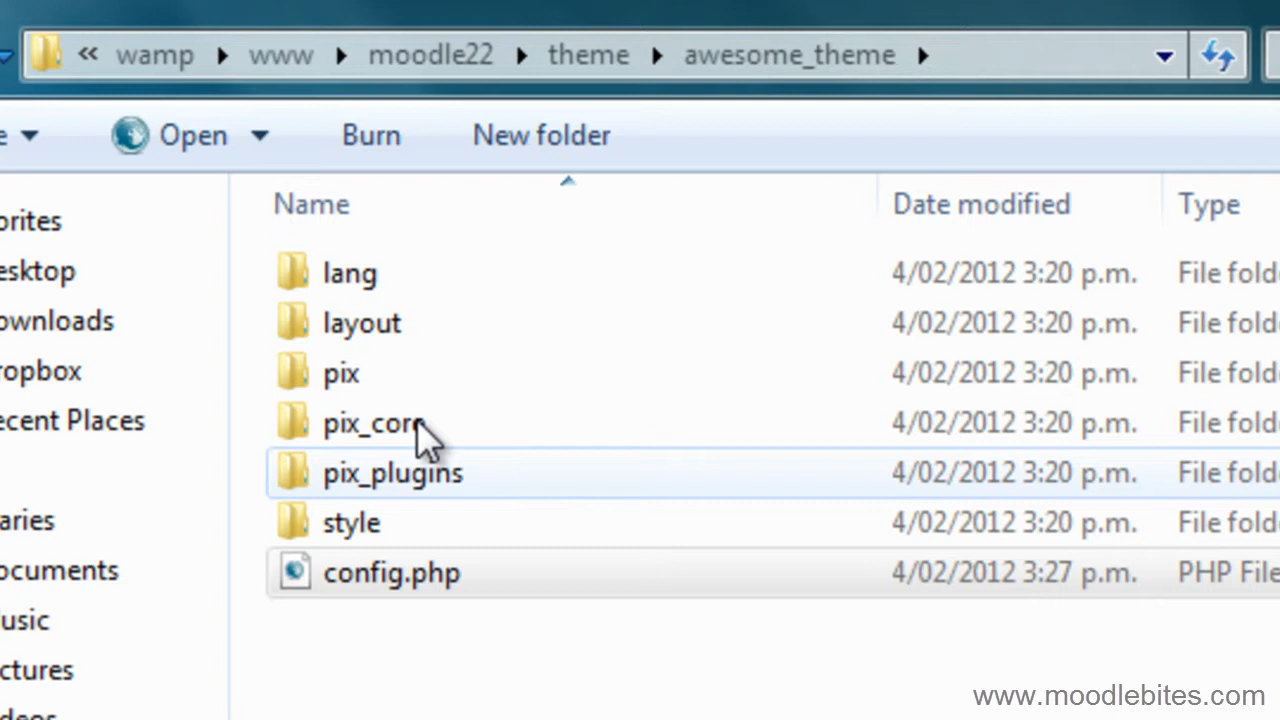 « wamp ▶ www ▶ moodle22 ▶ theme ▶ awesome_theme ▶
e Open Burn New folder
Name Date modified Type
orites
esktop
ownloads
ropbox
ecent Places
aries
ocuments
usic
ctures
lang 4/02/2012 3:20 p.m. File folde
layout 4/02/2012 3:20 p.m. File folde
pix 4/02/2012 3:20 p.m. File folde
pix_core 4/02/2012 3:20 p.m. File folde
pix_plugins 4/02/2012 3:20 p.m. File folde
style 4/02/2012 3:20 p.m. File folde
config.php 4/02/2012 3:27 p.m. PHP File
www.moodlebites.com